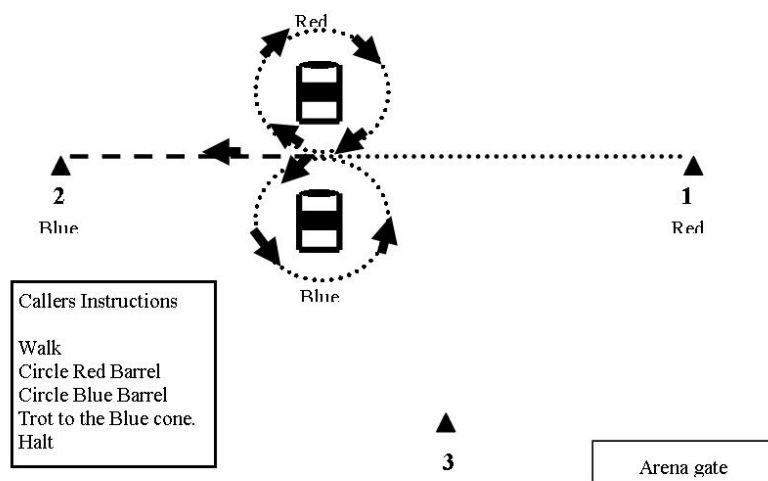 Red
2
1
Blue
Red
Blue
Callers Instructions
Walk
Circle Red Barrel
Circle Blue Barrel
Trot to the Blue cone.
Halt
3
Arena gate